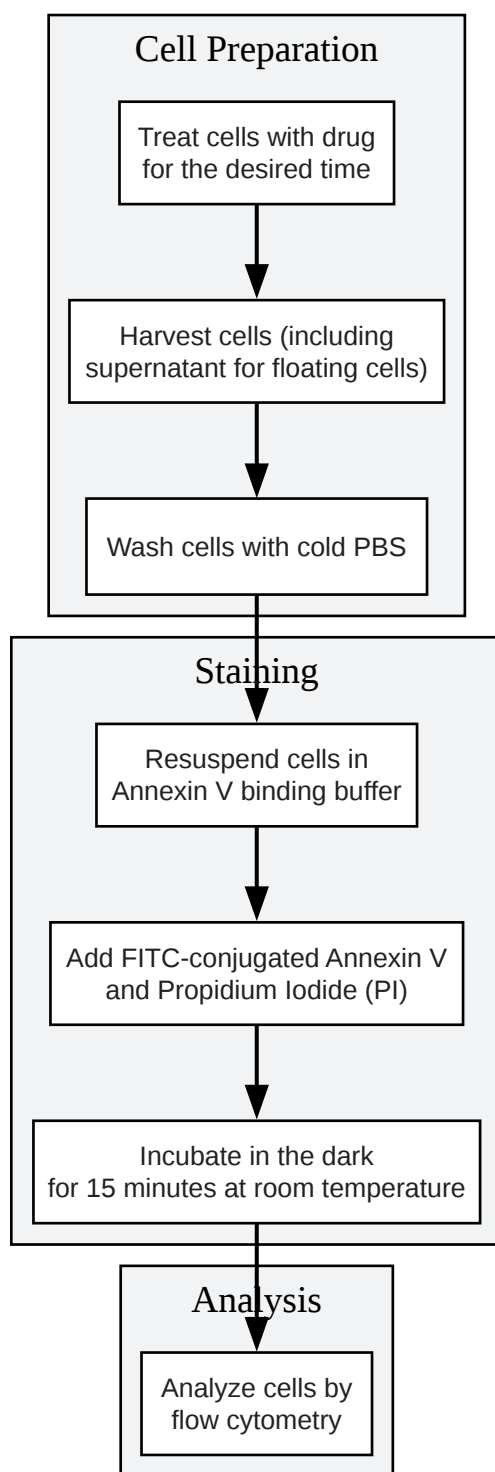 Cell Preparation
Treat cells with drug
for the desired time
Harvest cells (including
supernatant for floating cells)
Wash cells with cold PBS
Staining
Resuspend cells in
Annexin V binding buffer
Add FITC-conjugated Annexin V
and Propidium Iodide (PI)
Incubate in the dark
for 15 minutes at room temperature
Analysis
Analyze cells by
flow cytometry